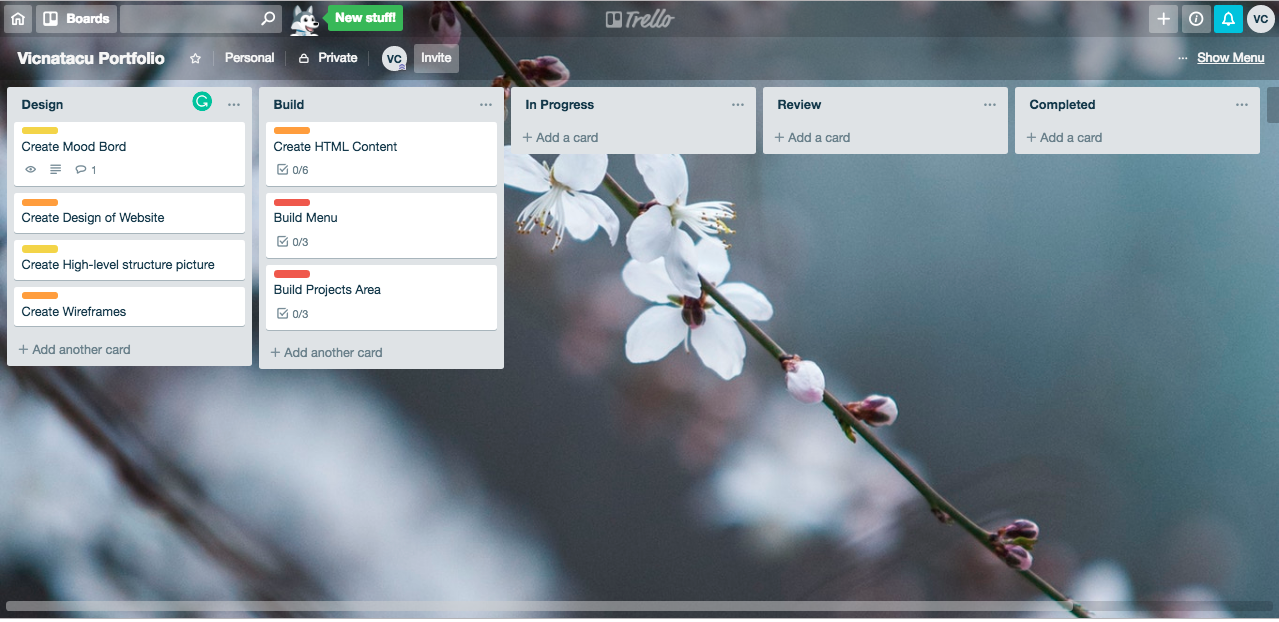 Boards
New stuff!
Trello
VC
Vicnatacu Portfolio
Personal
Private
VC
Invite
... Show Menu
Design
Create Mood Bord
1
Create Design of Website
Create High-level structure picture
Create Wireframes
+ Add another card
Build
Create HTML Content
0/6
Build Menu
0/3
Build Projects Area
0/3
+ Add another card
In Progress
+ Add a card
Review
+ Add a card
Completed
+ Add a card